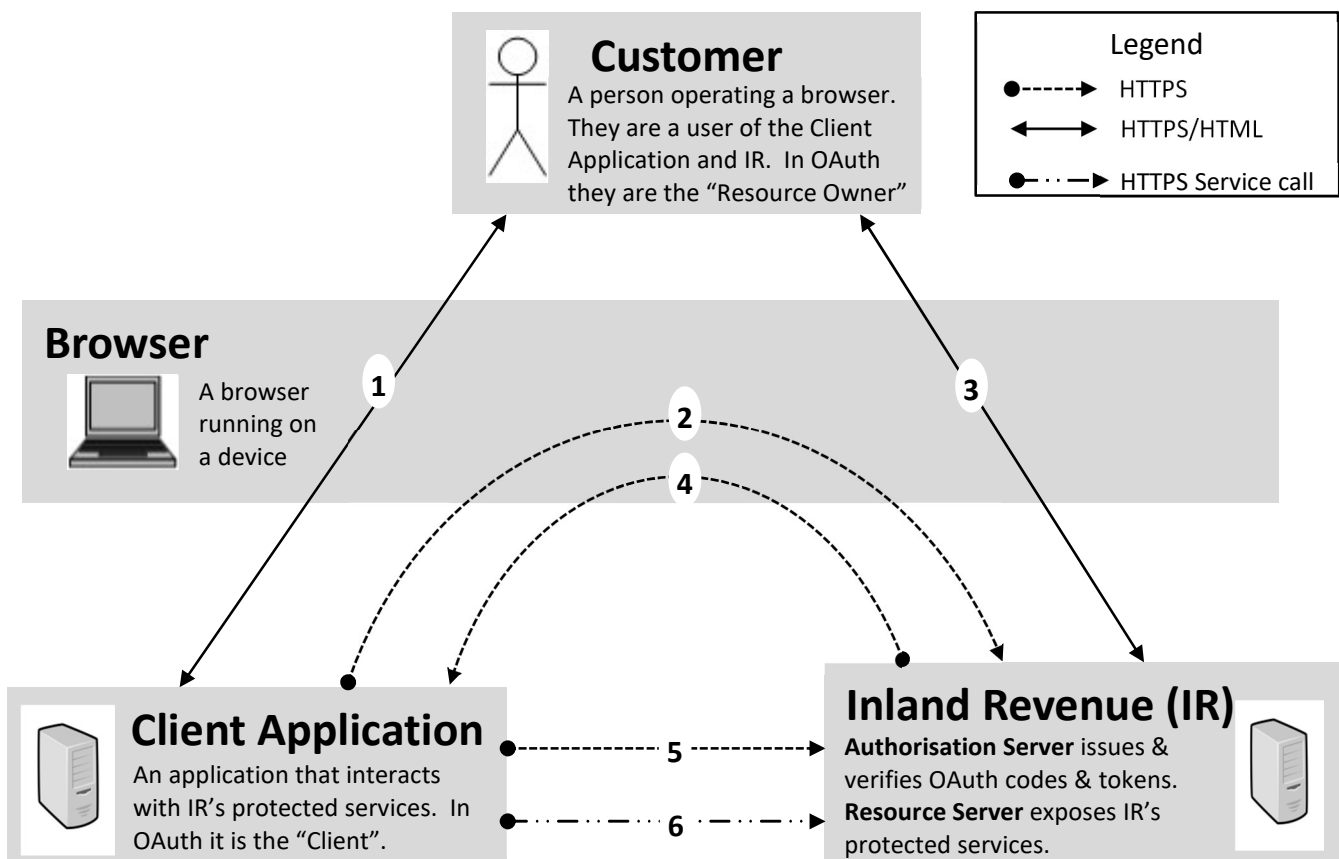 Customer
A person operating a browser.
They are a user of the Client
Application and IR.  In OAuth
they are the “Resource Owner”
Legend
HTTPS
HTTPS/HTML
HTTPS Service call
Browser
A browser
running on
a device
1
2
3
4
Client Application
An application that interacts
with IR’s protected services.  In
OAuth it is the “Client”.
5
6
Inland Revenue (IR)
Authorisation Server issues &
verifies OAuth codes & tokens.
Resource Server exposes IR’s
protected services.